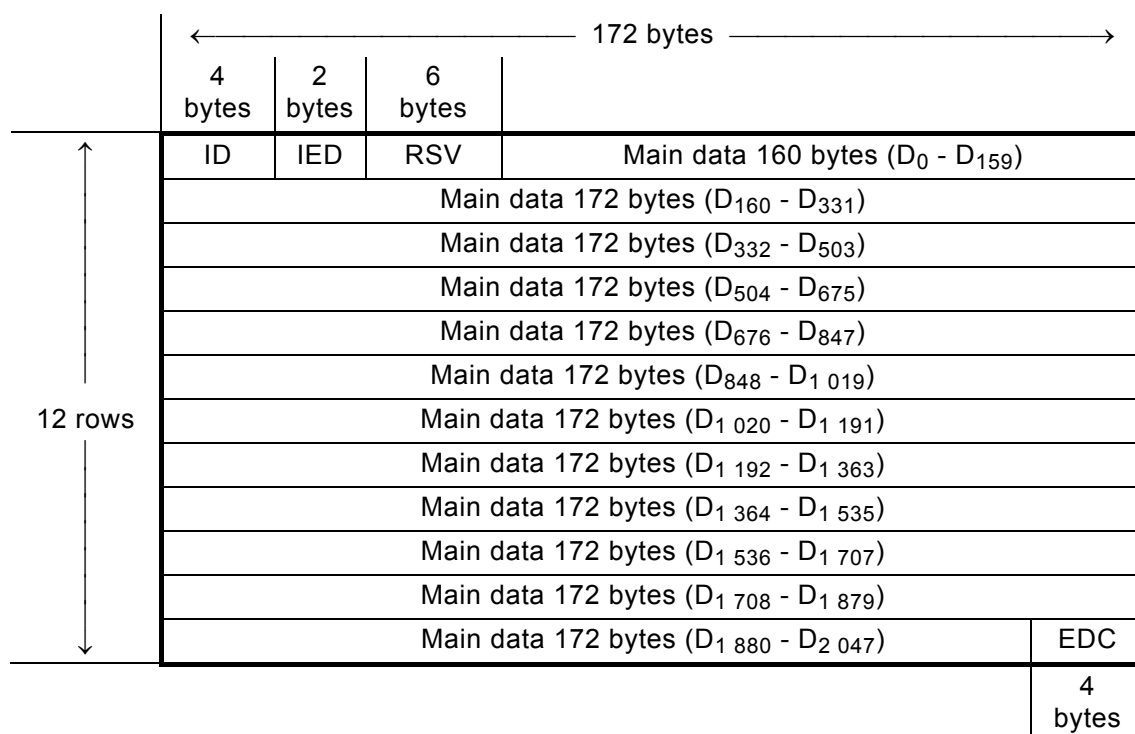 172 bytes
4 2 6
bytes bytes bytes
ID IED RSV Main data 160 bytes (D0 - D159)
Main data 172 bytes (D160 - D331)
Main data 172 bytes (D332 - D503)
Main data 172 bytes (D504 - D675)
Main data 172 bytes (D676 - D847)
Main data 172 bytes (D848 - D1 019)
12 rows Main data 172 bytes (D1 020 - D1 191)
Main data 172 bytes (D1 192 - D1 363)
Main data 172 bytes (D1 364 - D1 535)
Main data 172 bytes (D1 536 - D1 707)
Main data 172 bytes (D1 708 - D1 879)
Main data 172 bytes (D1 880 - D2 047) EDC
4
bytes